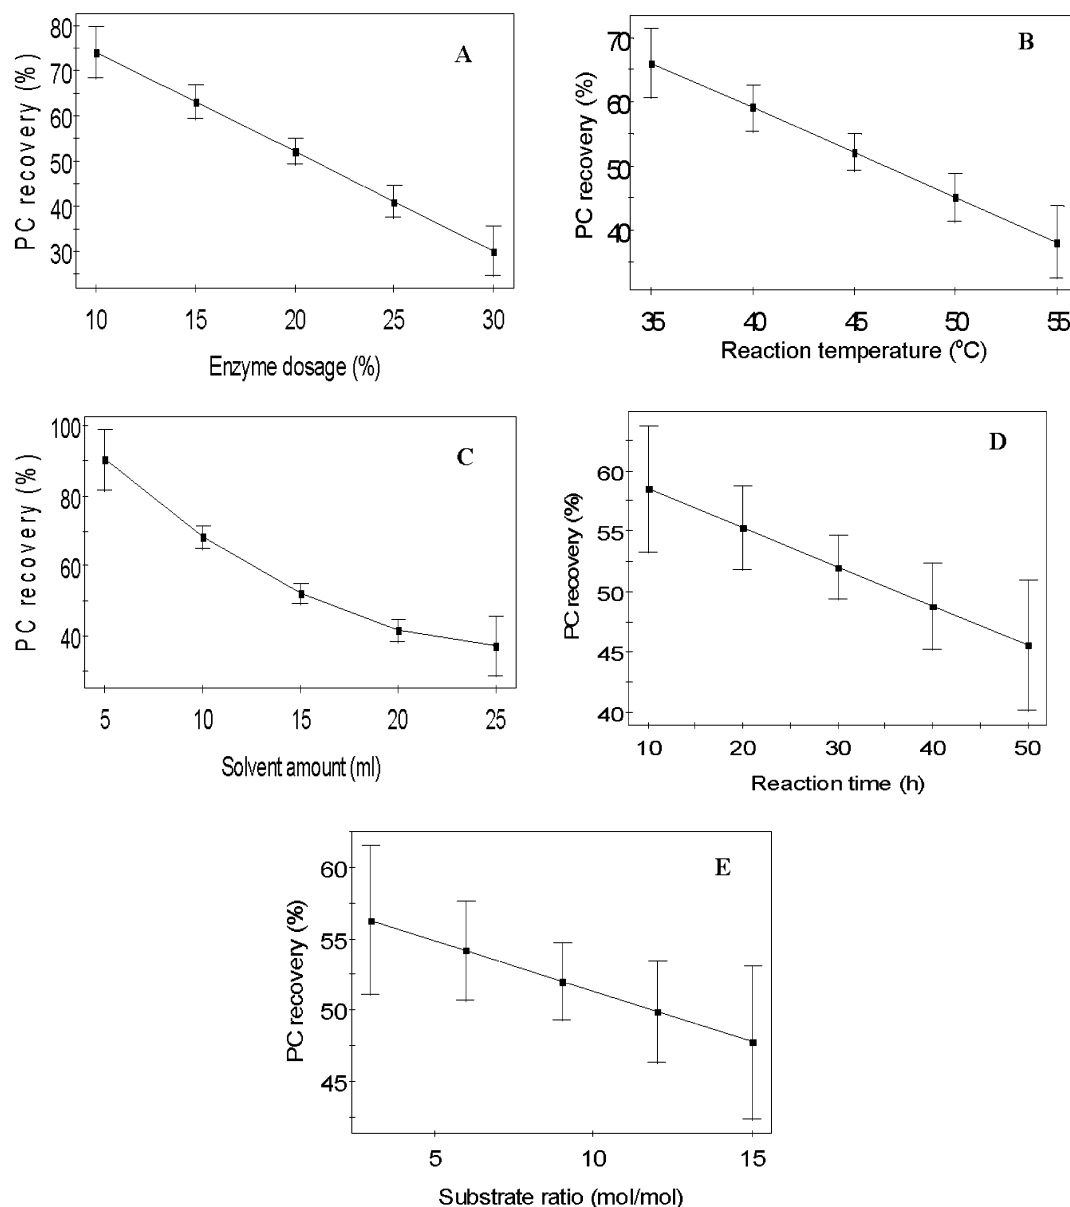 80
70
60
50
40
30
PC recovery (%)
A
10 15 20 25 30
Enzyme dosage (%)
70
60
50
40
PC recovery (%)
B
35 40 45 50 55
Reaction temperature (°C)
100
80
60
40
PC recovery (%)
C
5 10 15 20 25
Solvent amount (ml)
60
55
50
45
40
PC recovery (%)
D
10 20 30 40 50
Reaction time (h)
60
55
50
45
PC recovery (%)
E
5 10 15
Substrate ratio (mol/mol)